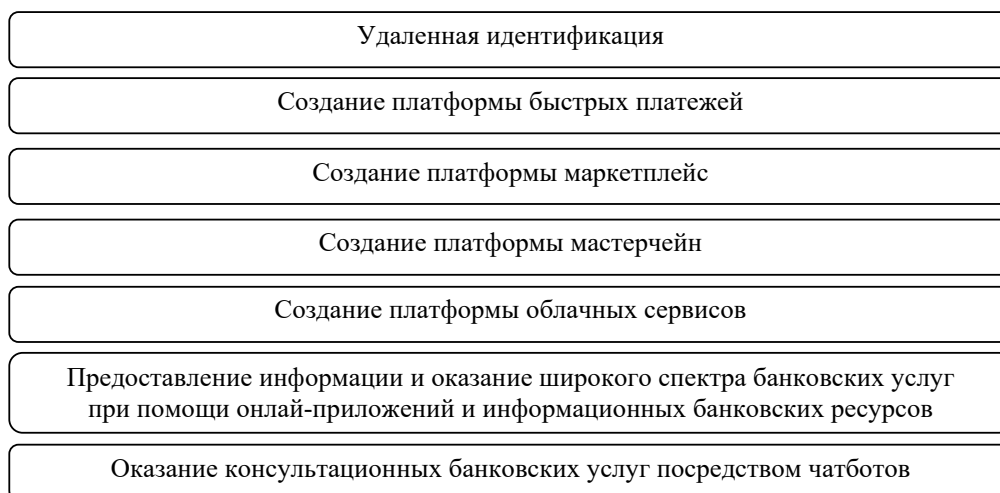 Удаленная идентификация
Создание платформы быстрых платежей
Создание платформы маркетплейс
Создание платформы мастерчейн
Создание платформы облачных сервисов
Предоставление информации и оказание широкого спектра банковских услуг
при помощи онлай-приложений и информационных банковских ресурсов
Оказание консультационных банковских услуг посредством чатботов